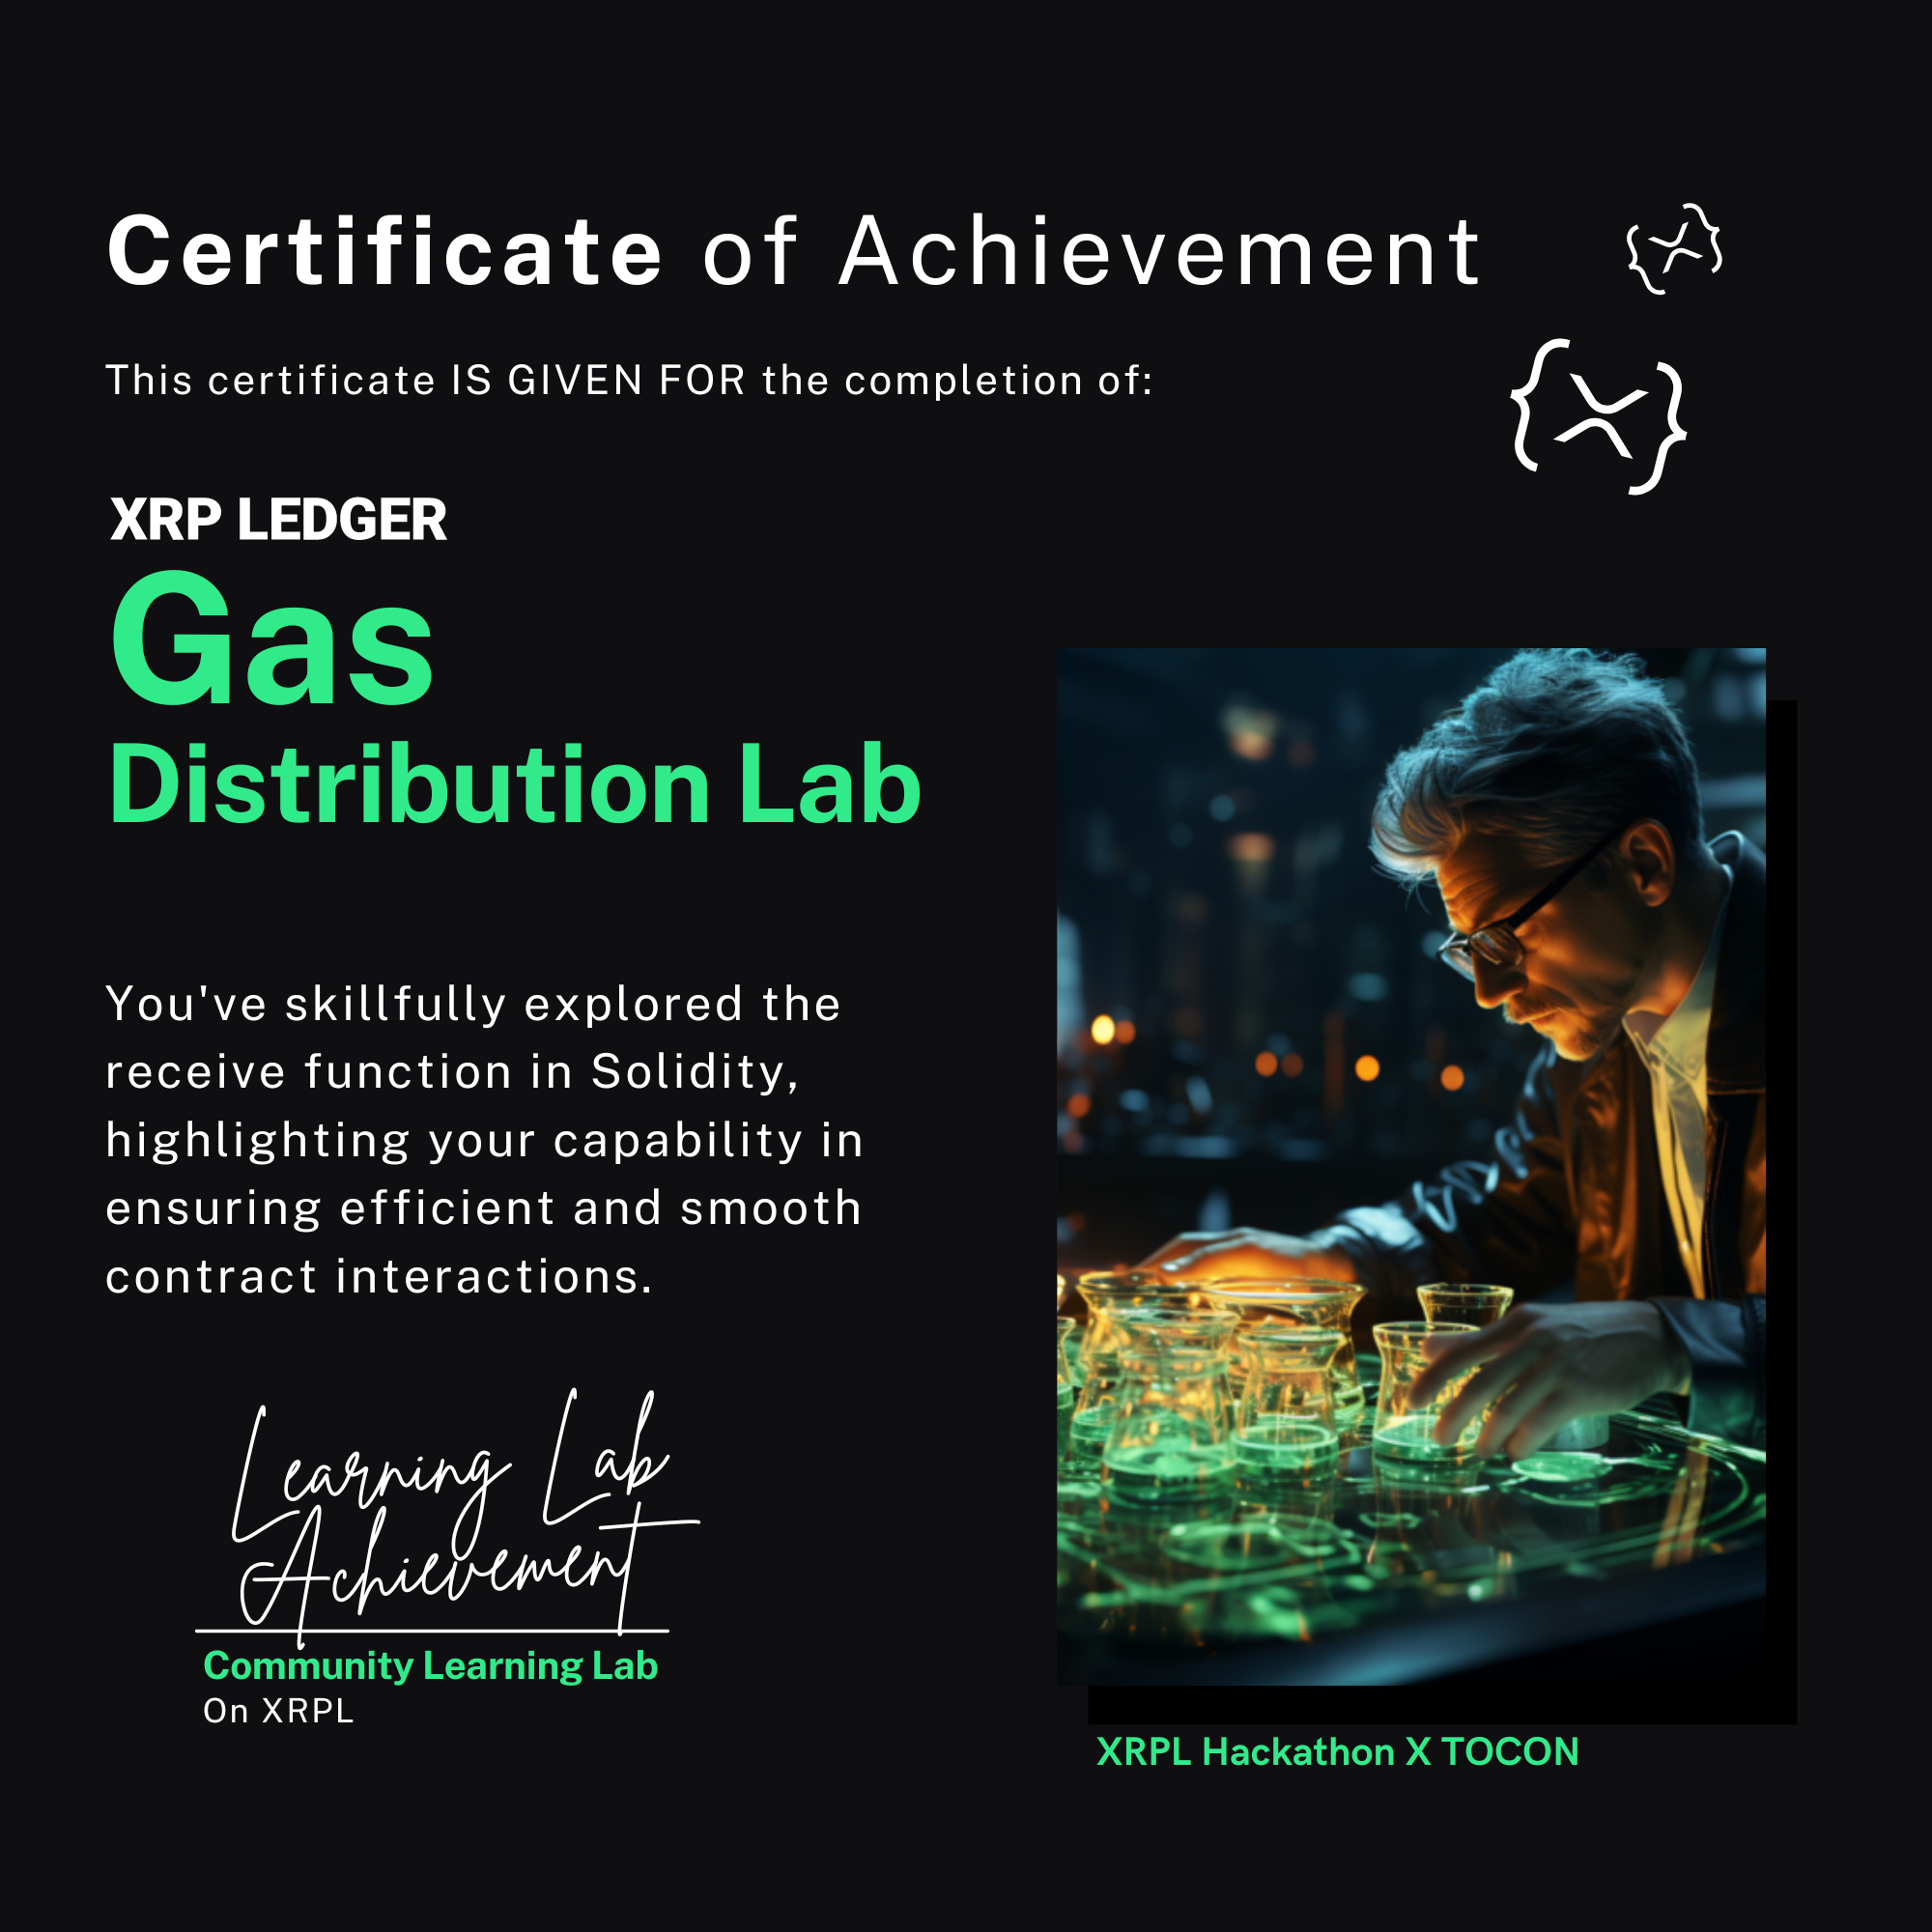 Certificate of Achievement
This certificate IS GIVEN FOR the completion of:
XRP LEDGER
Gas
Distribution Lab
You've skillfully explored the
receive function in Solidity,
highlighting your capability in
ensuring efficient and smooth
contract interactions.
Learning Lab
Achievement
Community Learning Lab
On XRPL
XRPL Hackathon X TOCON